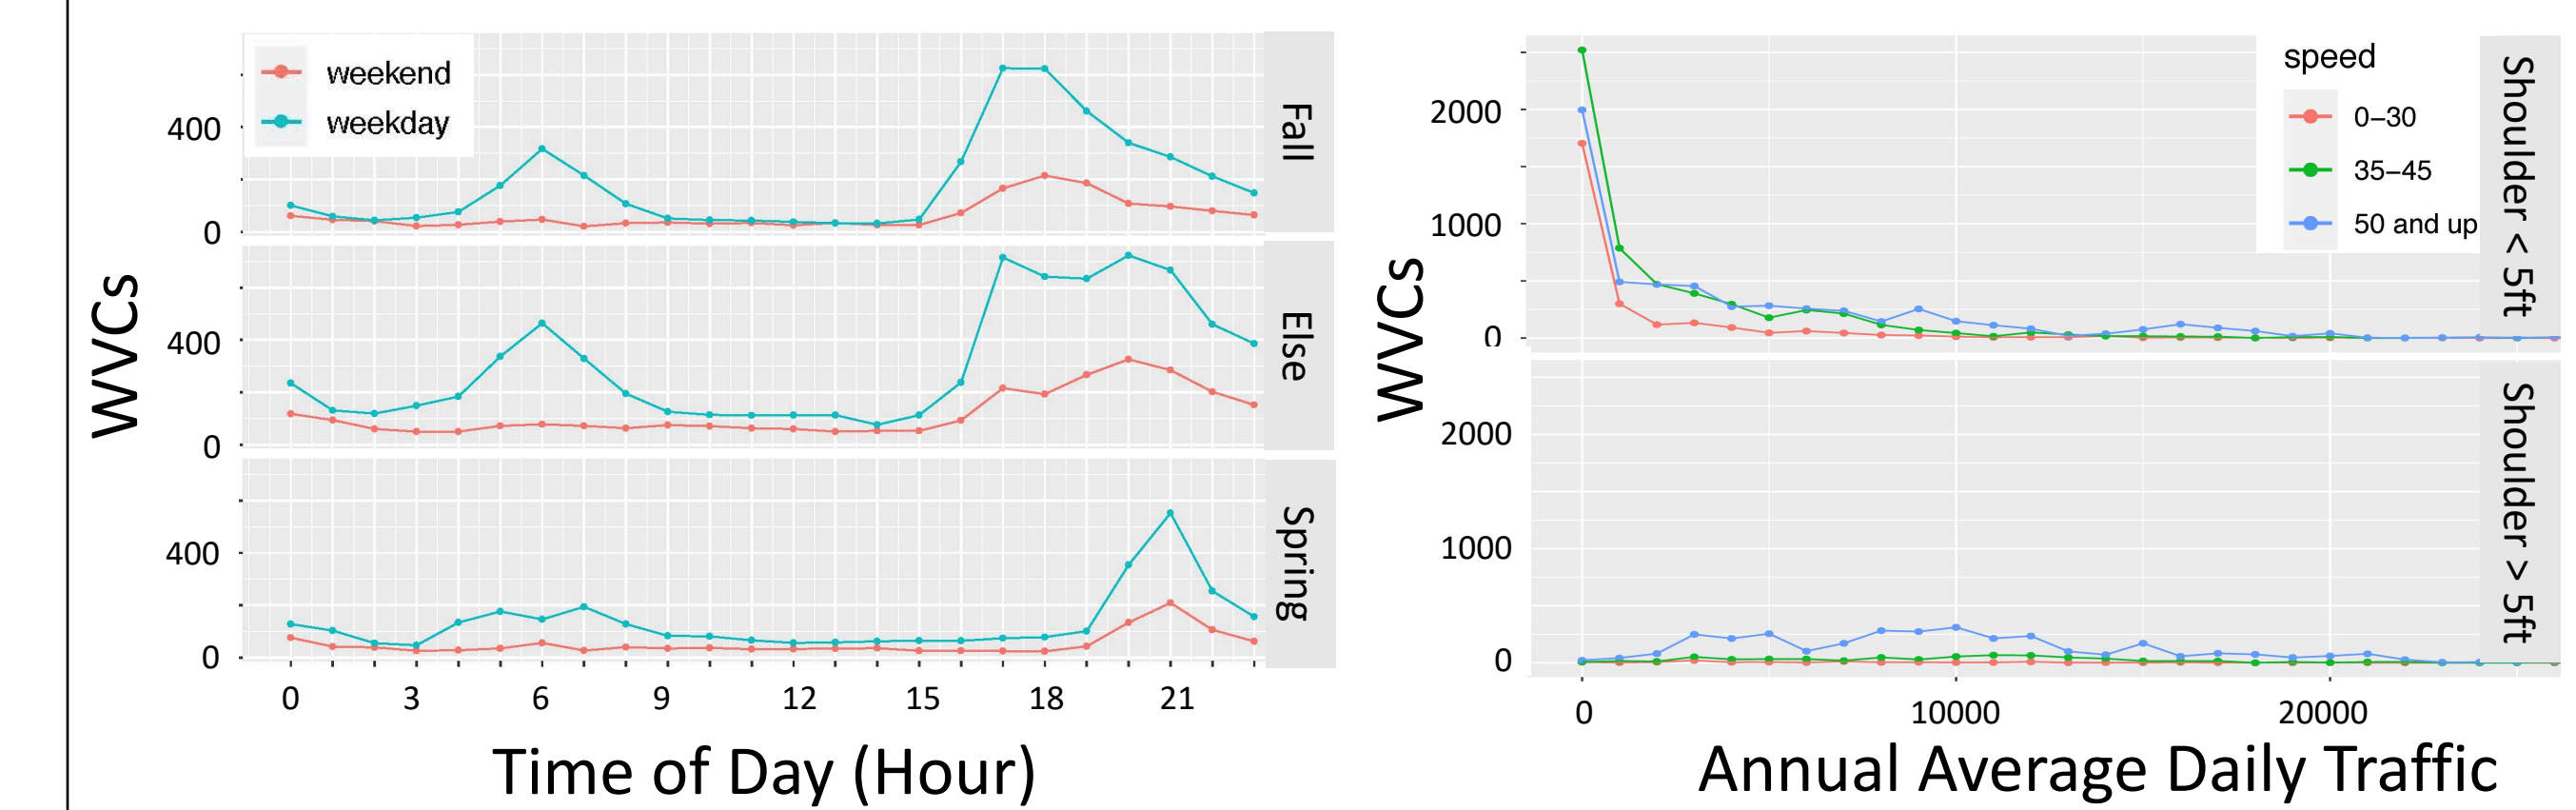 weekend
weekday
400
0
Fall
400
0
Else
400
0
Spring
WVCs
0 3 6 9 12 15 18 21
Time of Day (Hour)
speed
0–30
35–45
50 and up
2000
1000
0
Shoulder < 5ft
2000
1000
0
Shoulder > 5ft
WVCs
0 10000 20000
Annual Average Daily Traffic